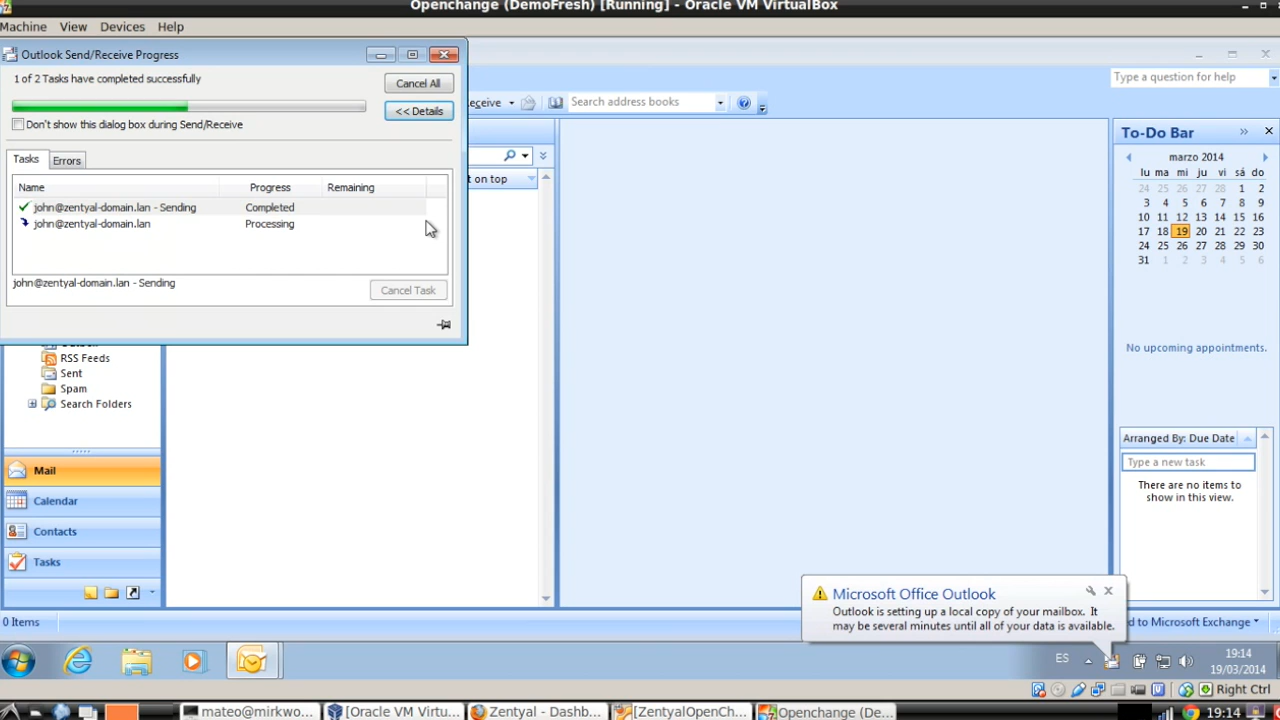 Openchange (DemoFresh) [Running] - Oracle VM VirtualBox
Machine View Devices Help
Outlook Send/Receive Progress
1 of 2 Tasks have completed successfully
Cancel All
<< Details
Don't show this dialog box during Send/Receive
Tasks Errors
Name Progress Remaining
john@zentyal-domain.lan - Sending Completed
john@zentyal-domain.lan Processing
john@zentyal-domain.lan - Sending
Cancel Task
Type a question for help
Search address books
t on top
To-Do Bar
marzo 2014
lu ma mi ju vi sá do
24 25 26 27 28 1 2
3 4 5 6 7 8 9
10 11 12 13 14 15 16
17 18 19 20 21 22 23
24 25 26 27 28 29 30
31 1 2 3 4 5 6
No upcoming appointments.
Arranged By: Due Date
Type a new task
There are no items to
show in this view.
RSS Feeds
Sent
Spam
Search Folders
Mail
Calendar
Contacts
Tasks
0 Items
Microsoft Office Outlook
Outlook is setting up a local copy of your mailbox. It
may be several minutes until all of your data is available.
d to Microsoft Exchange
ES
19:14
19/03/2014
Right Ctrl
mateo@mirkwo...
[Oracle VM Virtu...
Zentyal - Dashb...
[ZentyalOpenCh...
Openchange (De...
19:14